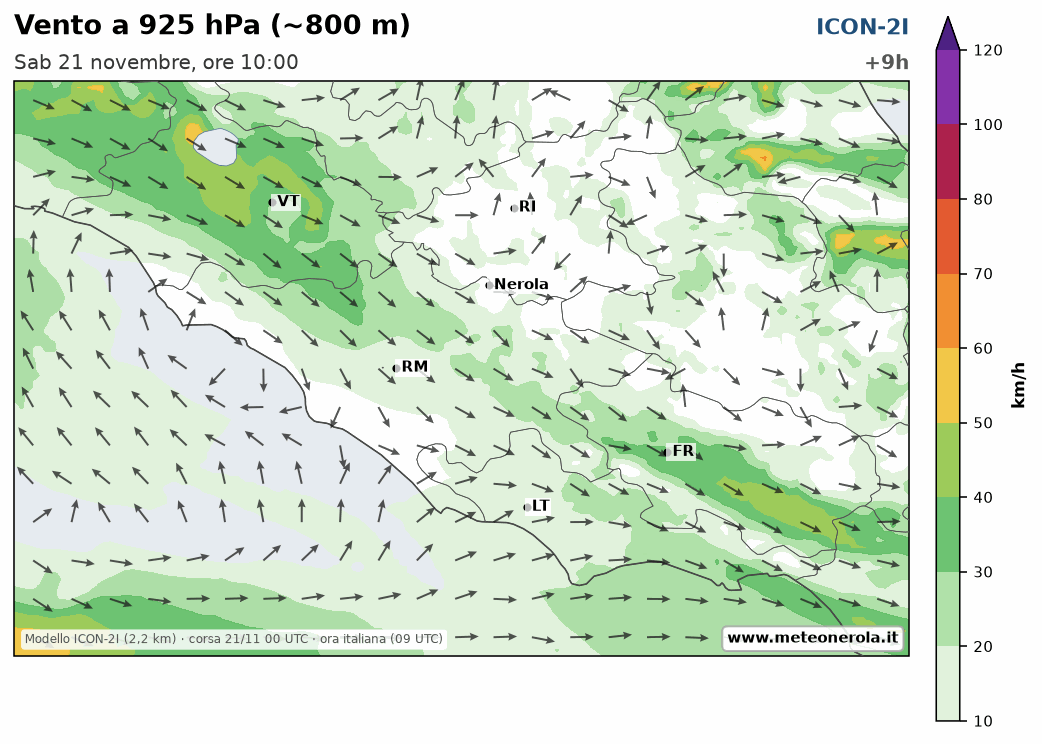 Vento a 925 hPa (~800 m)
ICON-2I
Sab 21 novembre, ore 10:00
+9h
VT
RI
Nerola
RM
FR
LT
Modello ICON-2I (2,2 km) · corsa 21/11 00 UTC · ora italiana (09 UTC)
www.meteonerola.it
120
100
80
70
60
50
40
30
20
10
km/h